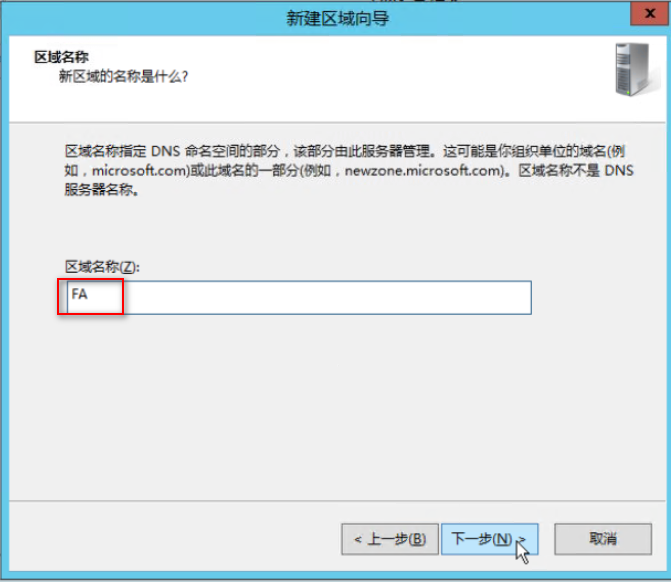 新建区域向导
x
区域名称
新区域的名称是什么?
区域名称指定 DNS 命名空间的部分，该部分由此服务器管理。这可能是你组织单位的域名(例
如，microsoft.com)或此域名的一部分(例如，newzone.microsoft.com)。区域名称不是 DNS
服务器名称。
区域名称(Z):
FA
< 上一步(B)
下一步(N) >
取消